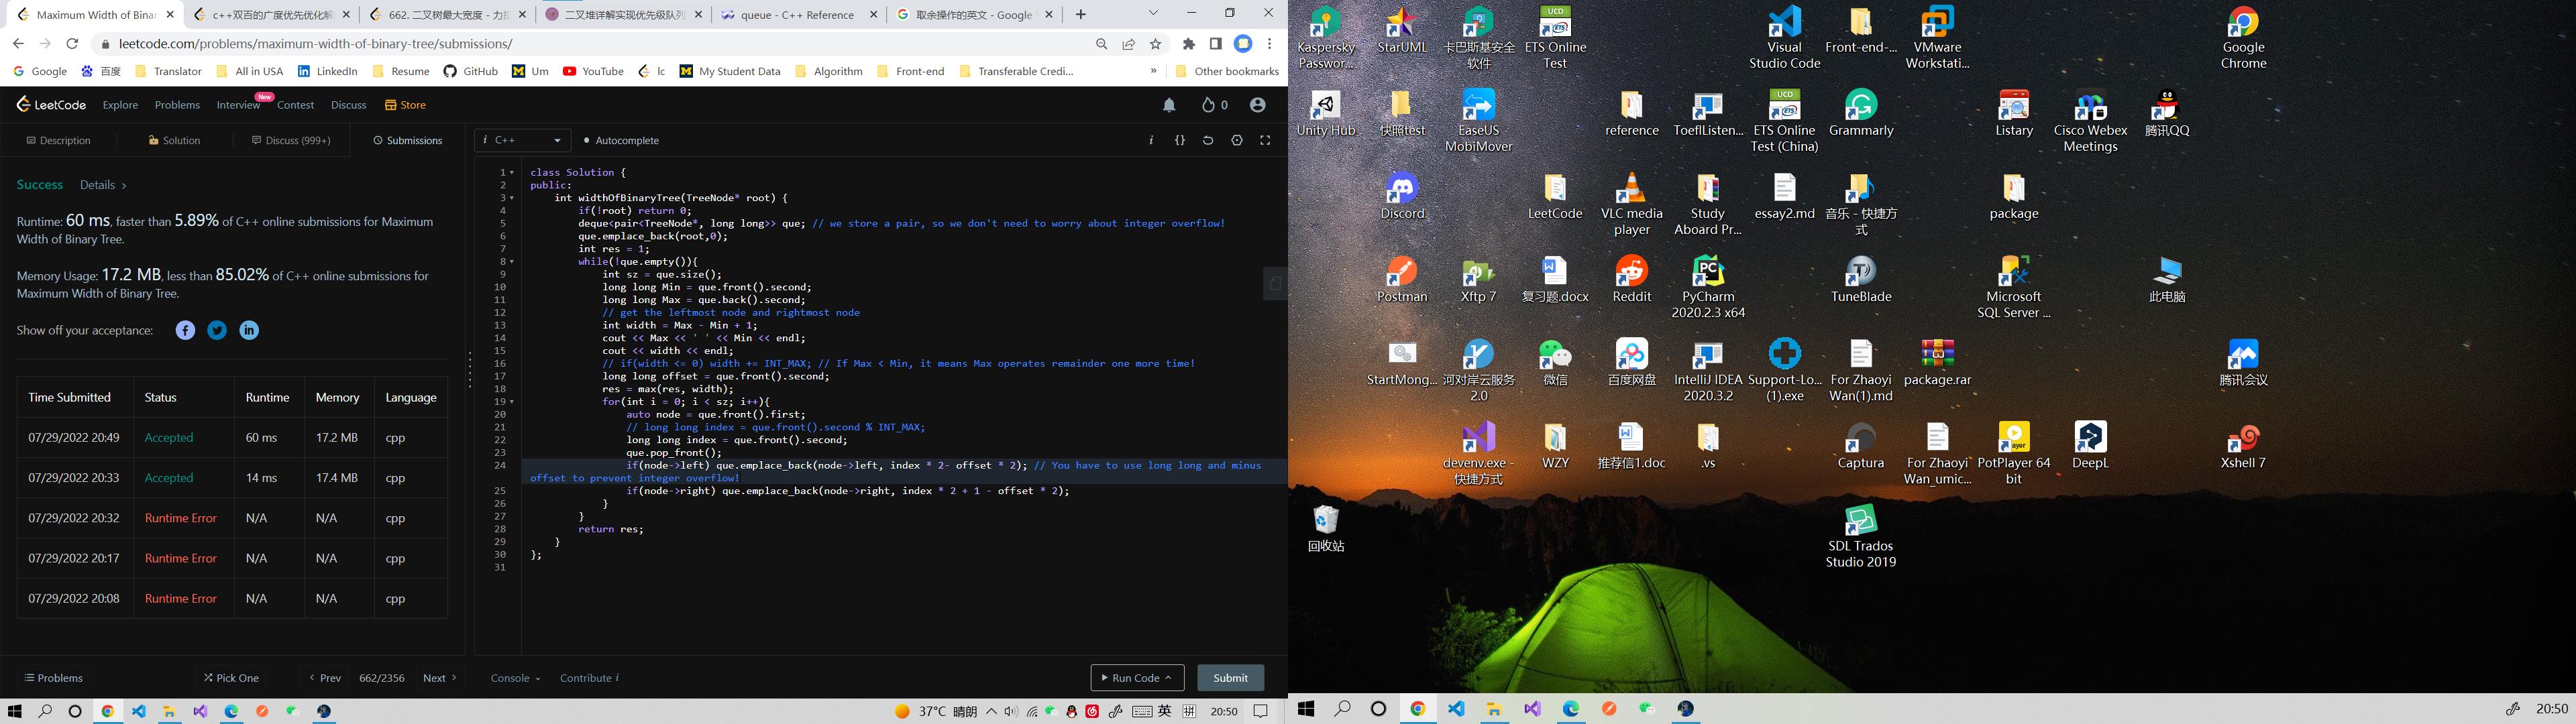 Maximum Width of Binar
c++双百的广度优先优化解
662. 二叉树最大宽度 - 力扣
二叉堆详解实现优先级队列
queue - C++ Reference
取余操作的英文 - Google
leetcode.com/problems/maximum-width-of-binary-tree/submissions/
Google
百度
Translator
All in USA
LinkedIn
Resume
GitHub
Um
YouTube
lc
My Student Data
Algorithm
Front-end
Transferable Credi...
»
Other bookmarks
LeetCode
Explore
Problems
Interview
New
Contest
Discuss
Store
0
Description
Solution
Discuss (999+)
Submissions
i C++
Autocomplete
i
{}
Success
Details >
Runtime: 60 ms, faster than 5.89% of C++ online submissions for Maximum
Width of Binary Tree.
Memory Usage: 17.2 MB, less than 85.02% of C++ online submissions for
Maximum Width of Binary Tree.
Show off your acceptance:
Time Submitted Status Runtime Memory Language
07/29/2022 20:49 Accepted 60 ms 17.2 MB cpp
07/29/2022 20:33 Accepted 14 ms 17.4 MB cpp
07/29/2022 20:32 Runtime Error N/A N/A cpp
07/29/2022 20:17 Runtime Error N/A N/A cpp
07/29/2022 20:08 Runtime Error N/A N/A cpp
1 class Solution {
2 public:
3 int widthOfBinaryTree(TreeNode* root) {
4 if(!root) return 0;
5 deque<pair<TreeNode*, long long>> que; // we store a pair, so we don't need to worry about integer overflow!
6 que.emplace_back(root,0);
7 int res = 1;
8 while(!que.empty()){
9 int sz = que.size();
10 long long Min = que.front().second;
11 long long Max = que.back().second;
12 // get the leftmost node and rightmost node
13 int width = Max - Min + 1;
14 cout << Max << ' ' << Min << endl;
15 cout << width << endl;
16 // if(width <= 0) width += INT_MAX; // If Max < Min, it means Max operates remainder one more time!
17 long long offset = que.front().second;
18 res = max(res, width);
19 for(int i = 0; i < sz; i++){
20 auto node = que.front().first;
21 // long long index = que.front().second % INT_MAX;
22 long long index = que.front().second;
23 que.pop_front();
24 if(node->left) que.emplace_back(node->left, index * 2- offset * 2); // You have to use long long and minus
offset to prevent integer overflow!
25 if(node->right) que.emplace_back(node->right, index * 2 + 1 - offset * 2);
26 }
27 }
28 return res;
29 }
30 };
31
Problems
Pick One
< Prev
662/2356
Next >
Console
Contribute i
Run Code
Submit
37°C 晴朗
英
拼
20:50
Kaspersky
Passwor...
StarUML
卡巴斯基安全
软件
UCD
ETS Online
Test
Visual
Studio Code
Front-end-...
VMware
Workstati...
Google
Chrome
Unity Hub
快照test
EaseUS -
MobiMover
reference
ToeflListen...
UCD
ETS
ETS Online
Test (China)
Grammarly
Listary
Cisco Webex
Meetings
腾讯QQ
Discord
LeetCode
VLC media
player
Study
Aboard Pr...
essay2.md
音乐 - 快捷方
式
package
Postman
Xftp 7
复习题.docx
Reddit
PC
PyCharm
2020.2.3 x64
TuneBlade
Microsoft
SQL Server ...
此电脑
StartMong...
河对岸云服务
2.0
微信
百度网盘
IntelliJ IDEA
2020.3.2
Support-Lo...
(1).exe
For Zhaoyi
Wan(1).md
package.rar
腾讯会议
devenv.exe -
快捷方式
WZY
推荐信1.doc
.vs
Captura
For Zhaoyi
Wan_umic...
PotPlayer 64
bit
DeepL
Xshell 7
回收站
SDL Trados
Studio 2019
20:50